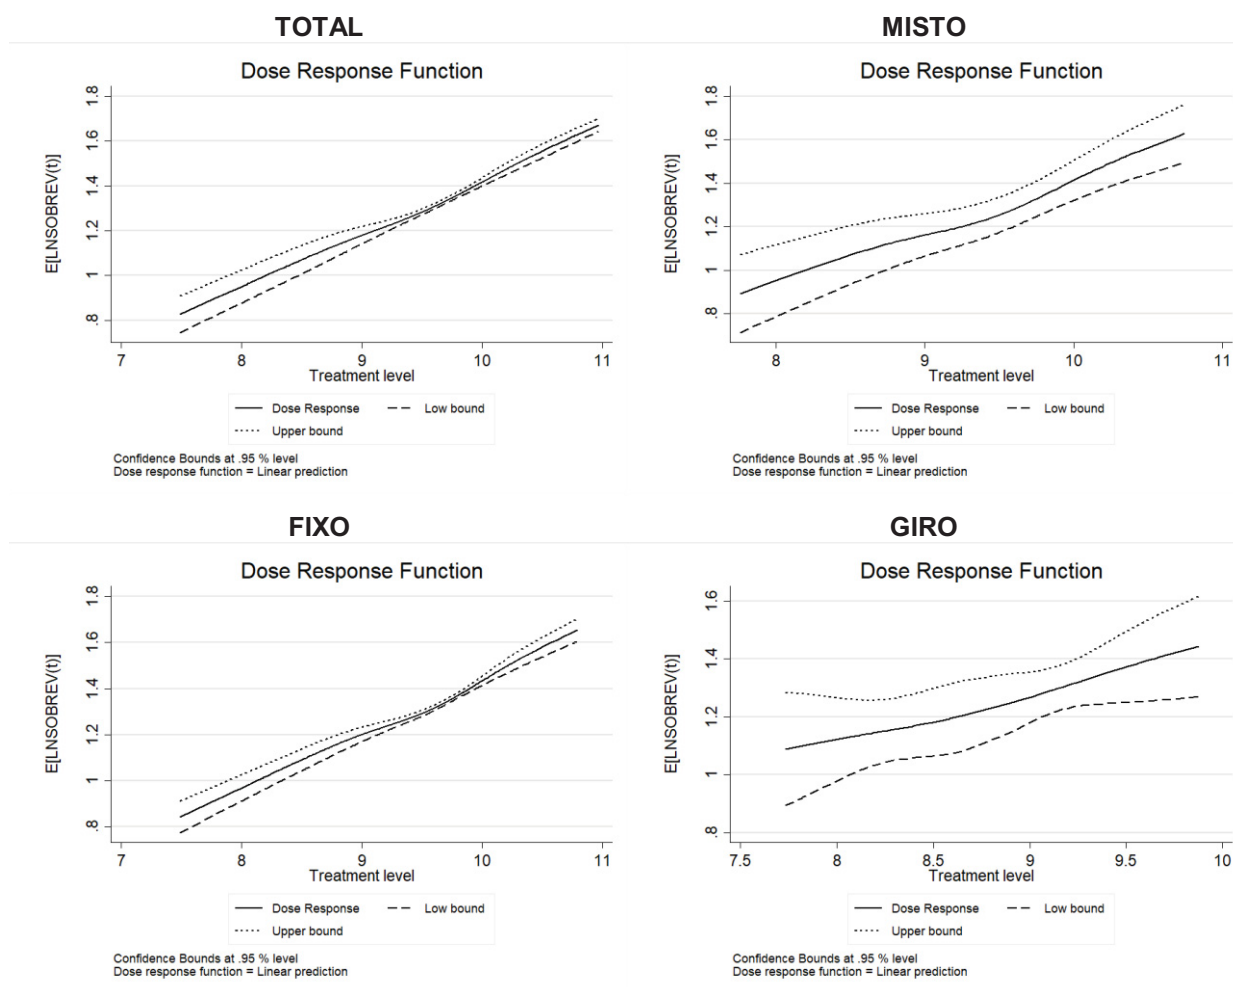 TOTAL
Dose Response Function
E[LNSOBREV(t)]
1.8
1.6
1.4
1.2
1
.8
7 8 9 10 11
Treatment level
Dose Response Low bound
Upper bound
Confidence Bounds at .95 % level
Dose response function = Linear prediction
MISTO
Dose Response Function
E[LNSOBREV(t)]
1.8
1.6
1.4
1.2
1
.8
8 9 10 11
Treatment level
Dose Response Low bound
Upper bound
Confidence Bounds at .95 % level
Dose response function = Linear prediction
FIXO
Dose Response Function
E[LNSOBREV(t)]
1.8
1.6
1.4
1.2
1
.8
7 8 9 10 11
Treatment level
Dose Response Low bound
Upper bound
Confidence Bounds at .95 % level
Dose response function = Linear prediction
GIRO
Dose Response Function
E[LNSOBREV(t)]
1.6
1.4
1.2
1
.8
7.5 8 8.5 9 9.5 10
Treatment level
Dose Response Low bound
Upper bound
Confidence Bounds at .95 % level
Dose response function = Linear prediction